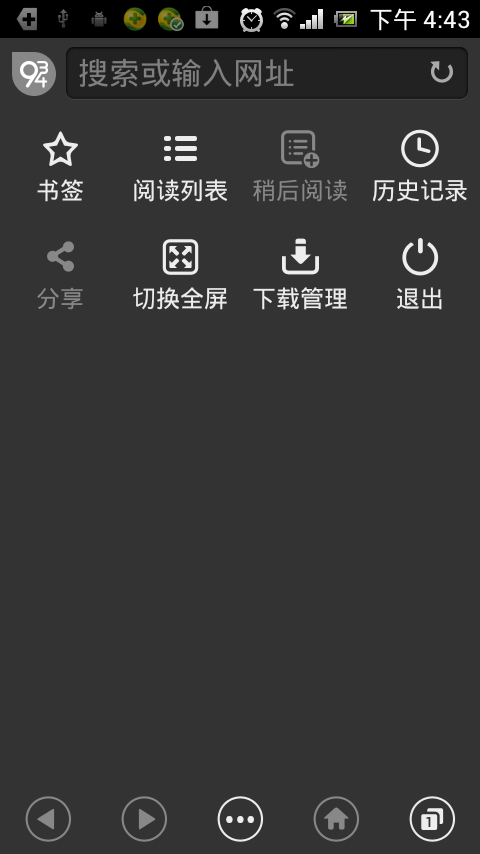 下午 4:43
934
搜索或输入网址
书签 阅读列表 稍后阅读 历史记录
分享 切换全屏 下载管理 退出
1